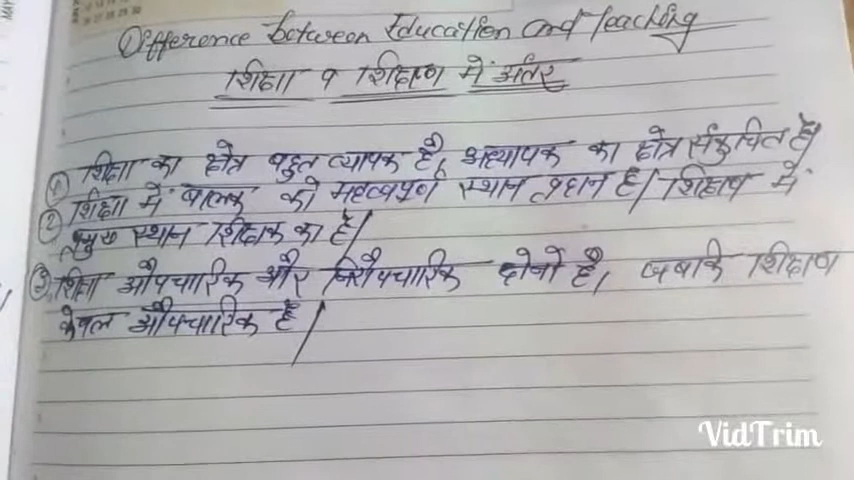 Difference between Education and Teaching
शिक्षा व शिक्षण में अंतर
① शिक्षा का क्षेत्र बहुत व्यापक है, अध्यापक का क्षेत्र संकुचित है।
② शिक्षा में बालक को महत्वपूर्ण स्थान प्रदान है। शिक्षण में
प्रमुख स्थान शिक्षक का है।
③ शिक्षा औपचारिक और निरौपचारिक दोनों है, जबकि शिक्षण
केवल औपचारिक है।
VidTrim